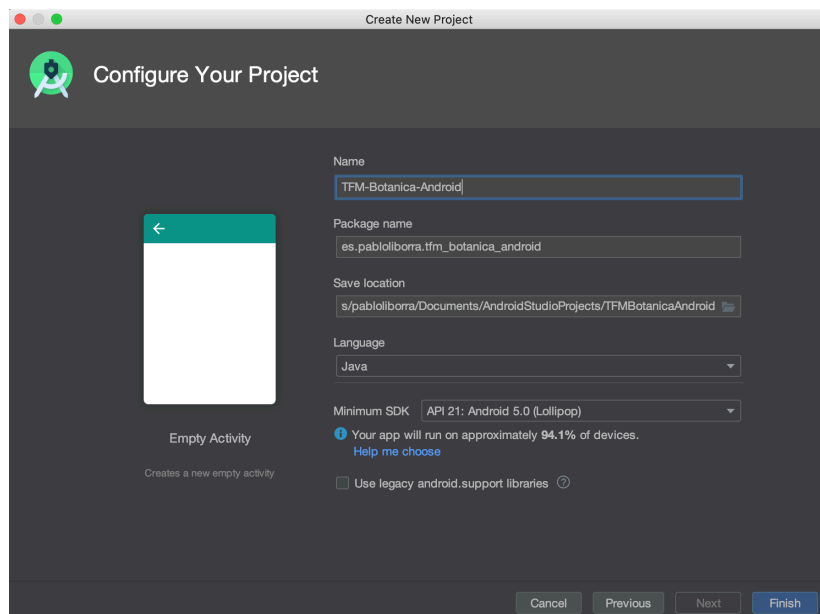 Create New Project
Configure Your Project
Name
TFM-Botanica-Android
Package name
es.pabloliborra.tfm_botanica_android
Save location
s/pabloliborra/Documents/AndroidStudioProjects/TFMBotanicaAndroid
Language
Java
Minimum SDK API 21: Android 5.0 (Lollipop)
Your app will run on approximately 94.1% of devices.
Help me choose
Use legacy android.support libraries ?
Empty Activity
Creates a new empty activity
Cancel Previous Next Finish